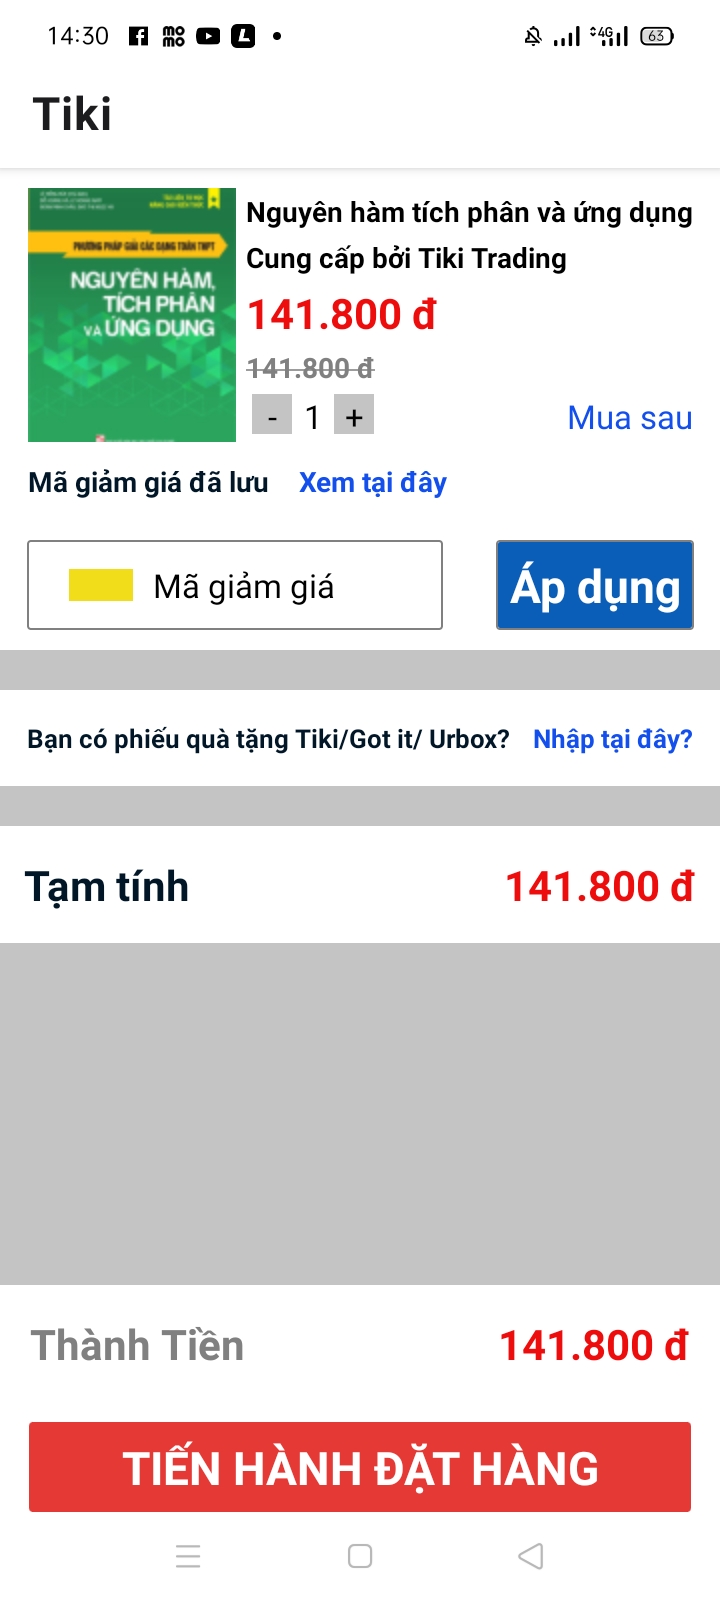 14:30
4G
63
Tiki
PHƯƠNG PHÁP GIẢI CÁC DẠNG TOÁN THPT
NGUYÊN HÀM,
TÍCH PHÂN
VÀ ỨNG DỤNG
Nguyên hàm tích phân và ứng dụng
Cung cấp bởi Tiki Trading
141.800 đ
141.800 đ
- 1 +
Mua sau
Mã giảm giá đã lưu Xem tại đây
Mã giảm giá
Áp dụng
Bạn có phiếu quà tặng Tiki/Got it/ Urbox? Nhập tại đây?
Tạm tính 141.800 đ
Thành Tiền 141.800 đ
TIẾN HÀNH ĐẶT HÀNG